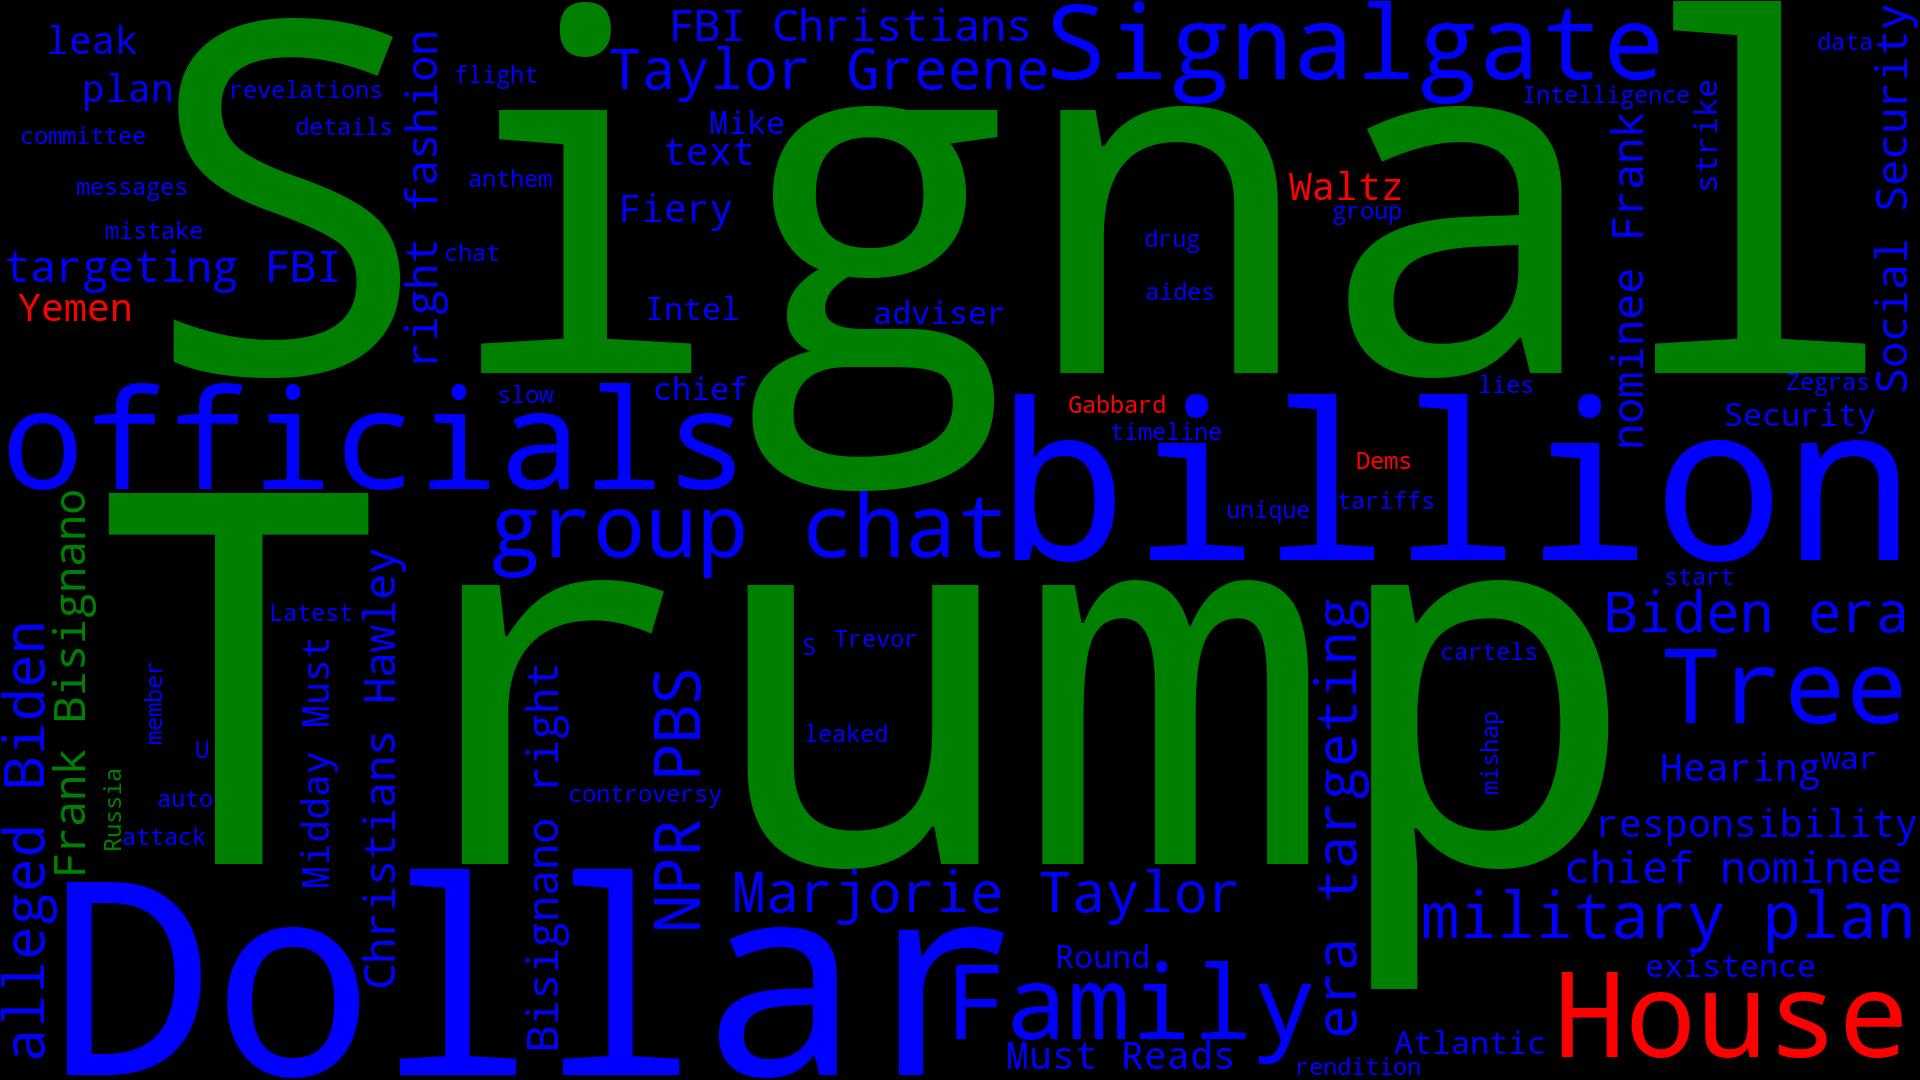 leak
plan
committee
messages
mistake
targeting FBI
Yemen
revelations
details
right fashion
flight
anthem
chat
FBI Christians
Taylor Greene
Signalgate
Mike
text
Fiery
Intel
adviser
Signal
drug
aides
Waltz
group
Intelligence
nominee Frank
strike
data
Social Security
officials
slow
chief
Gabbard
timeline
lies
Zegras
Security
Dems
tariffs
unique
billion
group chat
start
Biden era
Tree
Trump
alleged Biden
Frank Bisignano
Russia
member
U
auto
attack
Latest
Midday Must
Christians Hawley
Bisignano right
controversy
NPR PBS
S
Trevor
leaked
era targeting
cartels
mishap
Hearing
war
responsibility
chief nominee
military plan
existence
Dollar
Marjorie Taylor
Round
Family
Must Reads
rendition
Atlantic
House